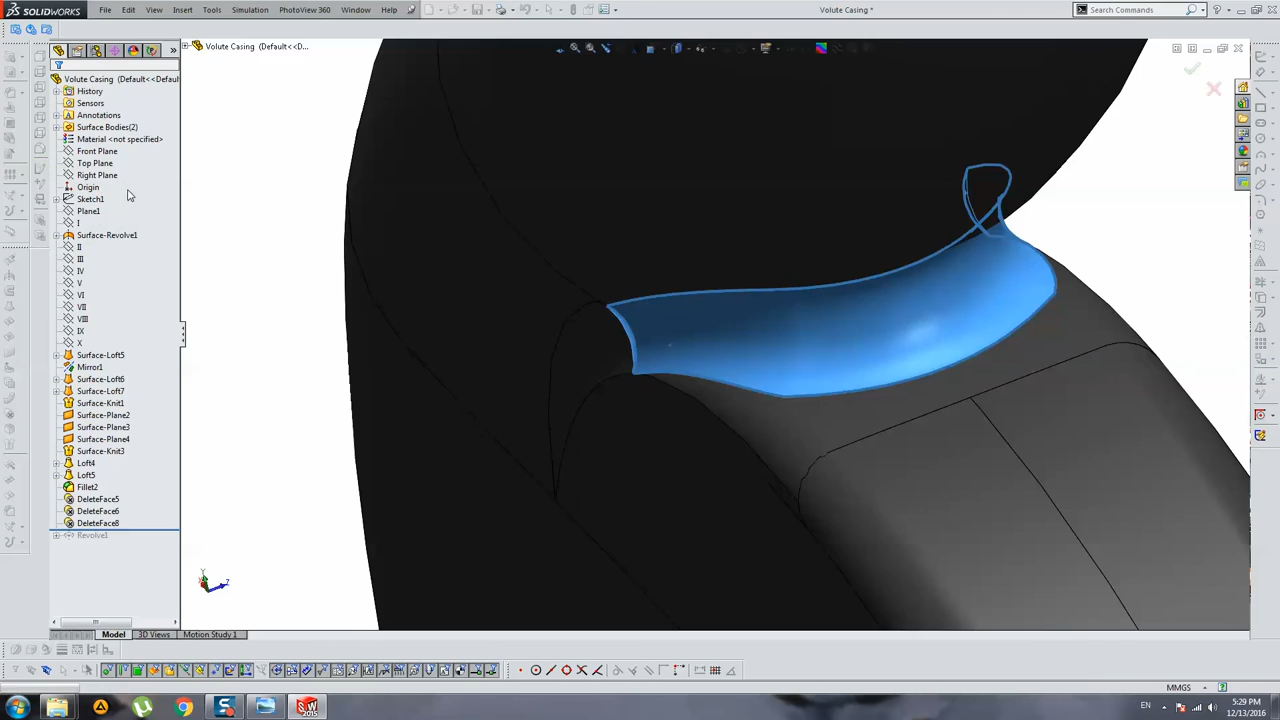 SOLIDWORKS
File
Edit
View
Insert
Tools
Simulation
PhotoView 360
Window
Help
Volute Casing *
Search Commands
Volute Casing (Default<<D...
Volute Casing (Default<<Defaul
History
Sensors
Annotations
Surface Bodies(2)
Material <not specified>
Front Plane
Top Plane
Right Plane
Origin
Sketch1
Plane1
I
Surface-Revolve1
II
III
IV
V
VI
VII
VIII
IX
X
Surface-Loft5
Mirror1
Surface-Loft6
Surface-Loft7
Surface-Knit1
Surface-Plane2
Surface-Plane3
Surface-Plane4
Surface-Knit3
Loft4
Loft5
Fillet2
DeleteFace5
DeleteFace6
DeleteFace8
Revolve1
Y
Z
Model
3D Views
Motion Study 1
MMGS
EN
5:29 PM
12/13/2016
SW
2015